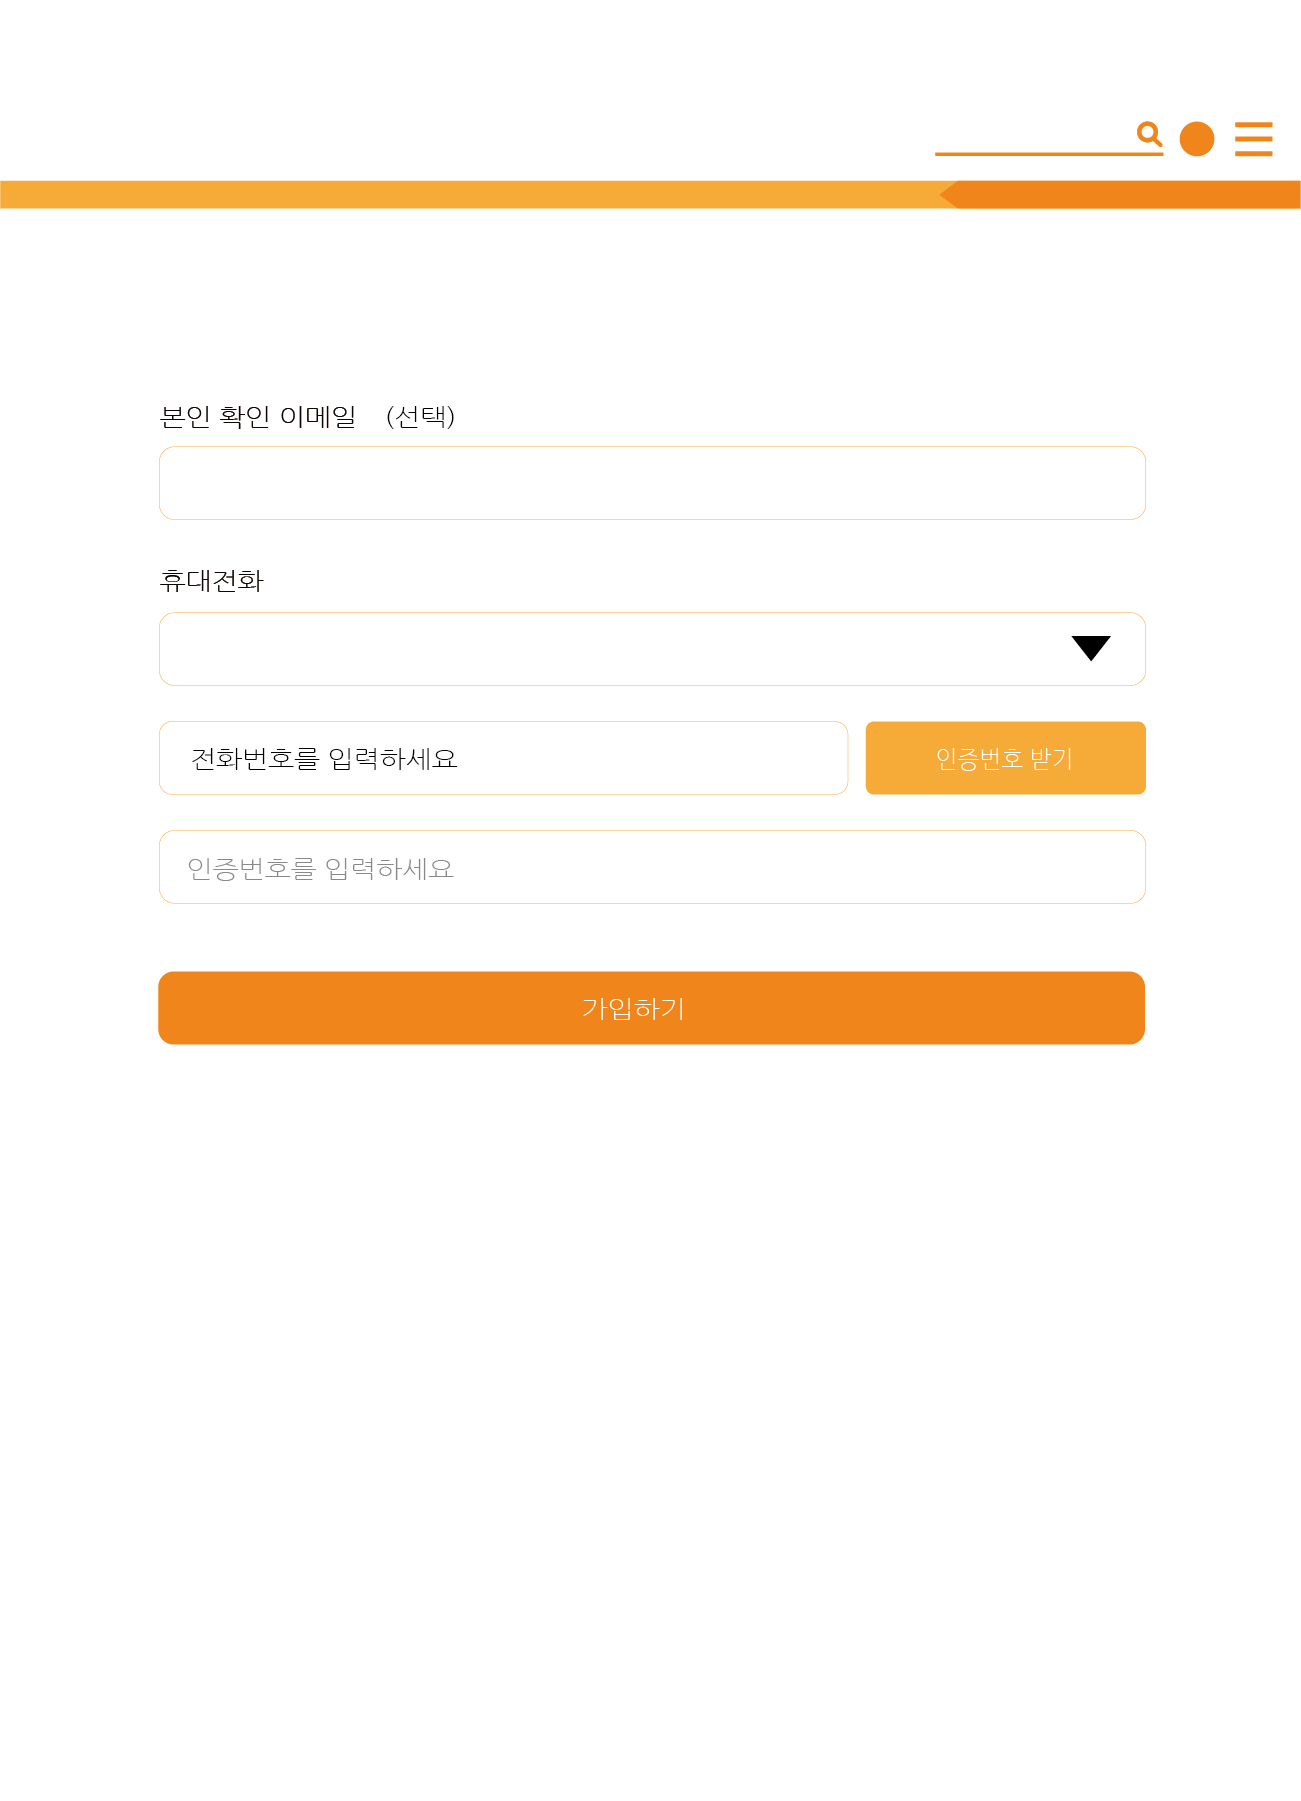 본인 확인 이메일 (선택)
휴대전화
전화번호를 입력하세요
인증번호 받기
인증번호를 입력하세요
가입하기